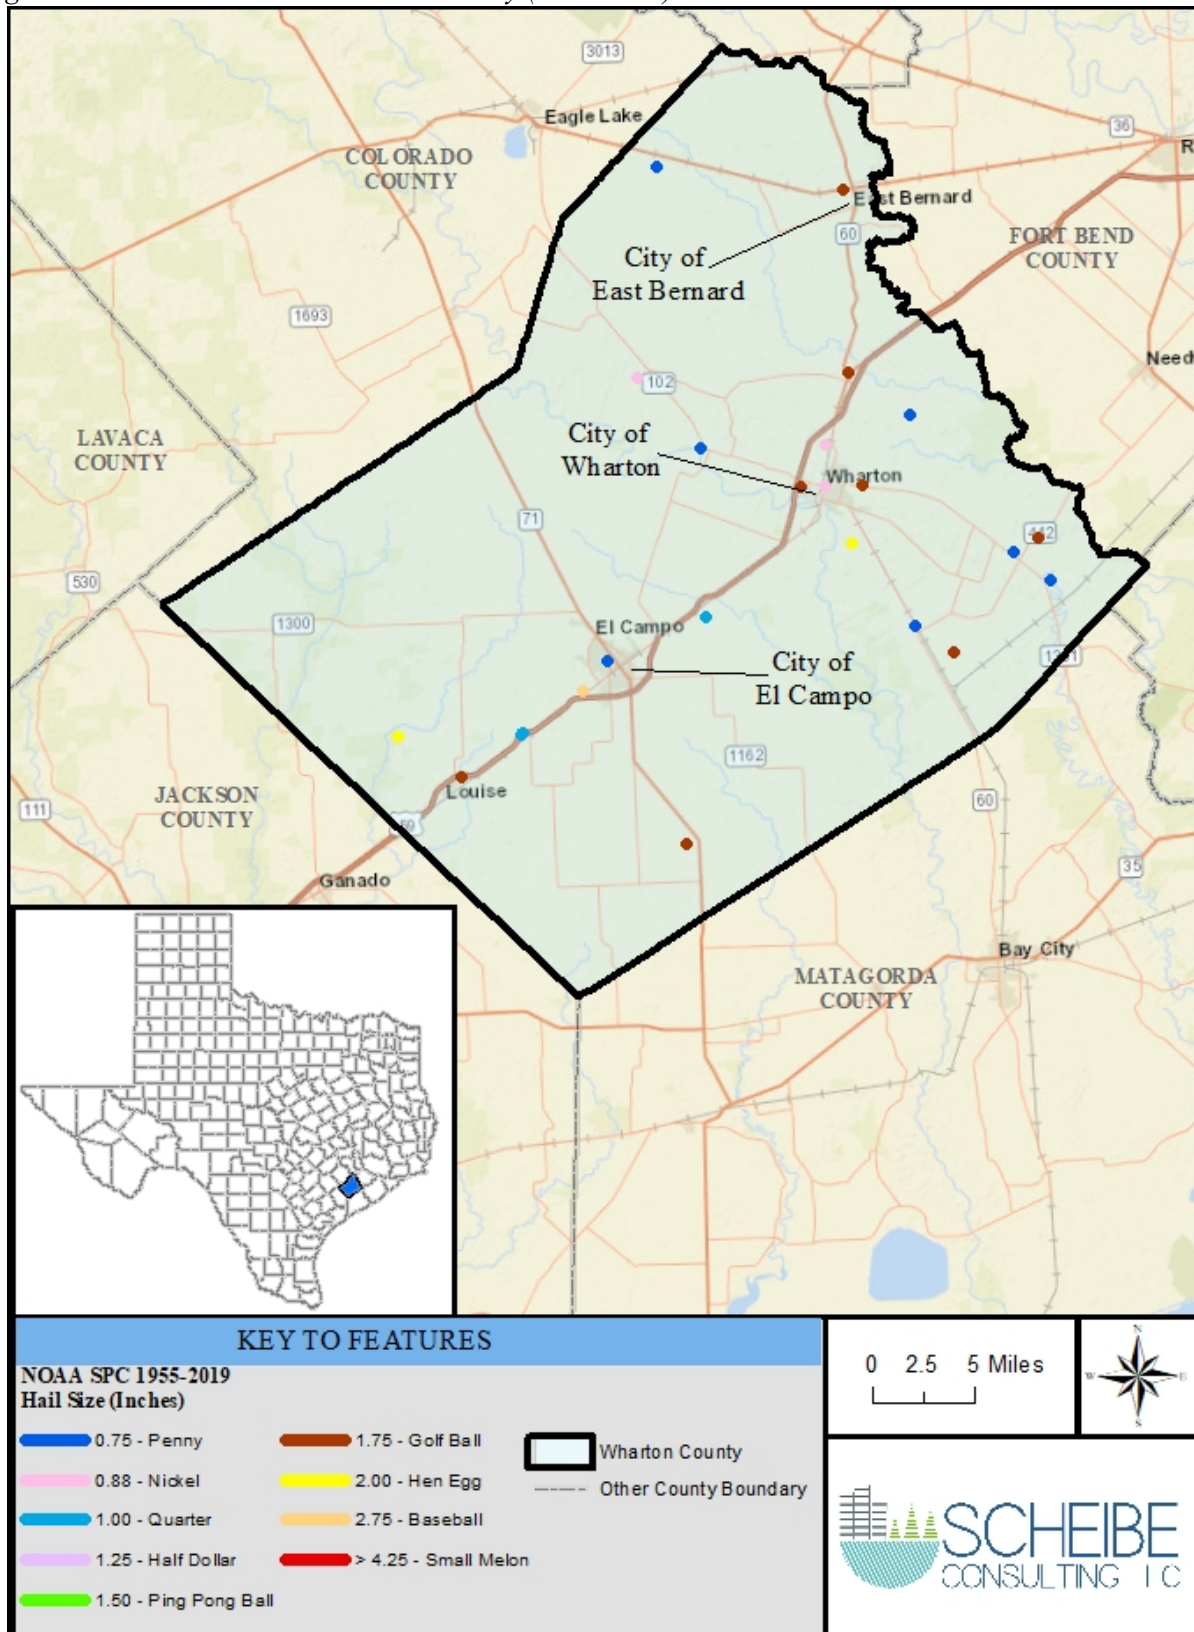 3013
Eagle Lake
36
COLORADO
COUNTY
East Bernard
60
FORT BEND
COUNTY
City of
East Bernard
1693
102
City of
Wharton
Wharton
LAVACA
COUNTY
71
442
530
1300
El Campo
City of
El Campo
1162
JACKSON
COUNTY
111
Louise
60
59
35
Ganado
Bay City
MATAGORDA
COUNTY
KEY TO FEATURES
NOAA SPC 1955-2019
Hail Size (Inches)
0.75 - Penny
0.88 - Nickel
1.00 - Quarter
1.25 - Half Dollar
1.50 - Ping Pong Ball
1.75 - Golf Ball
2.00 - Hen Egg
2.75 - Baseball
> 4.25 - Small Melon
Wharton County
Other County Boundary
0 2.5 5 Miles
N
W E
S
SCHEIBE
CONSULTING